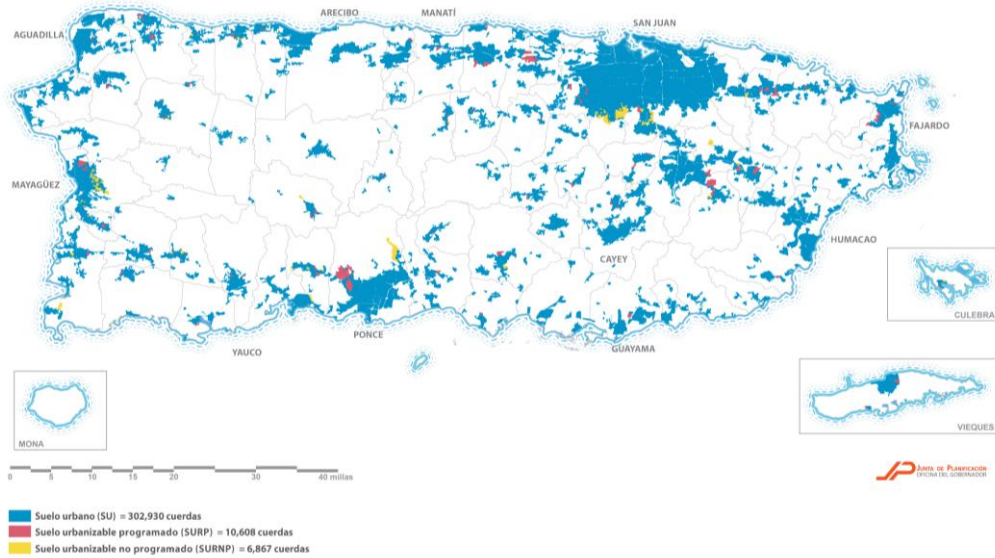 ARECIBO
MANATÍ
SAN JUAN
AGUADILLA
FAJARDO
MAYAGÜEZ
HUMACAO
CAYEY
CULEBRA
PONCE
YAUCO
GUAYAMA
MONA
VIEQUES
0 5 10 15 20 30 40 millas
JP JUNTA DE PLANIFICACIÓN
OFICINA DEL GOBERNADOR
Suelo urbano (SU) = 302,930 cuerdas
Suelo urbanizable programado (SURP) = 10,608 cuerdas
Suelo urbanizable no programado (SURNP) = 6,867 cuerdas